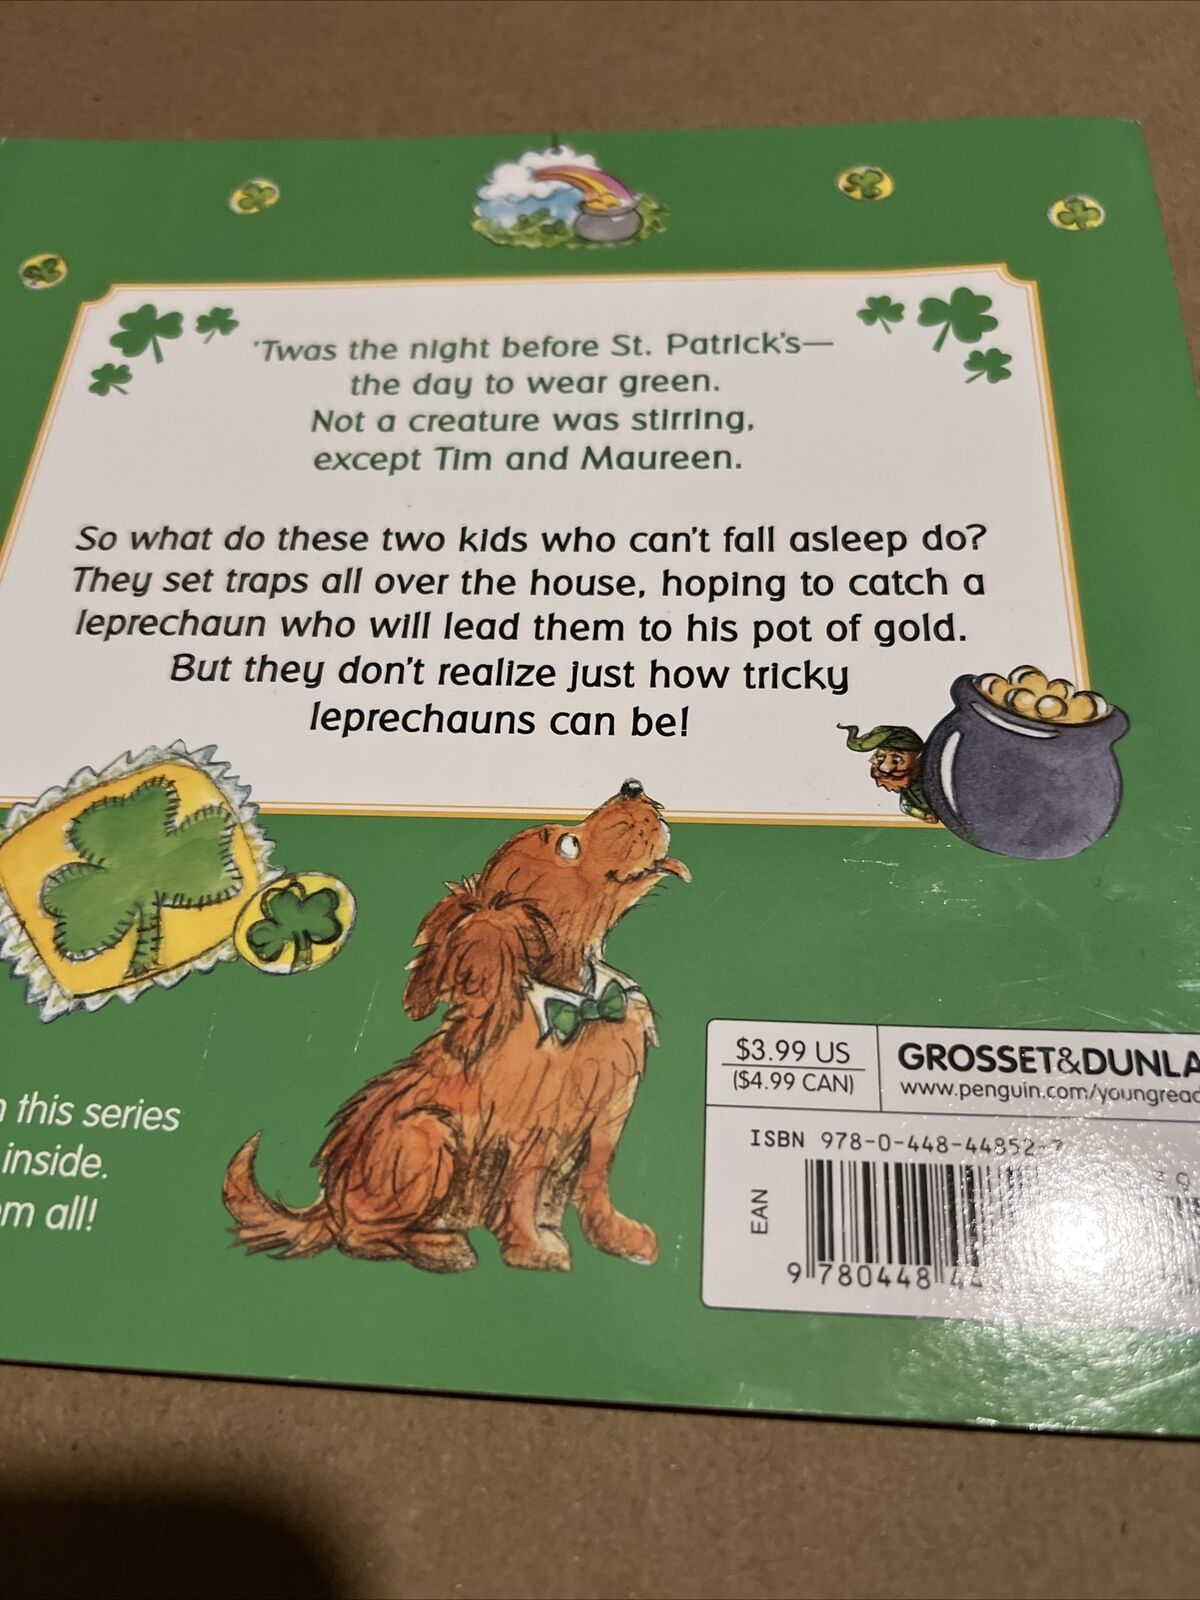 'Twas the night before St. Patrick's—
the day to wear green.
Not a creature was stirring,
except Tim and Maureen.
So what do these two kids who can't fall asleep do?
They set traps all over the house, hoping to catch a
leprechaun who will lead them to his pot of gold.
But they don't realize just how tricky
leprechauns can be!
this series
inside.
all!
$3.99 US
($4.99 CAN)
GROSSET&DUNLA
www.penguin.com/youngread
ISBN 978-0-448-44852-7
EAN
9 780448 44